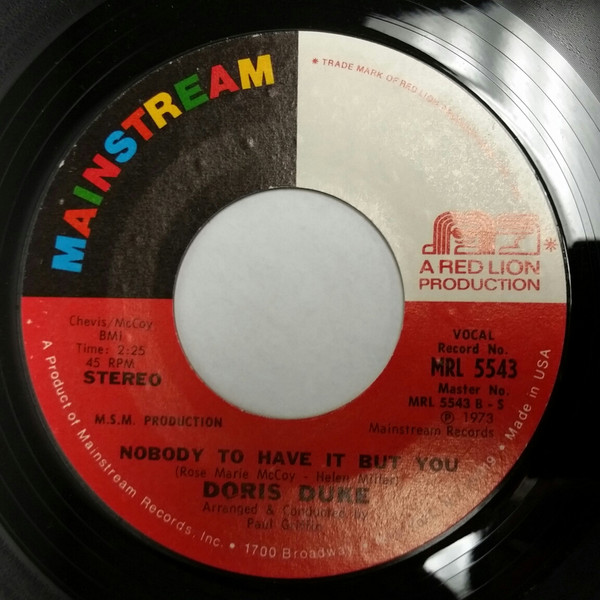 MAINSTREAM
* TRADE MARK OF RED LION
*
A RED LION
PRODUCTION
Chevis/McCoy
BMI
Time: 2:25
45 RPM
STEREO
M.S.M. PRODUCTION
VOCAL
Record No.
MRL 5543
Master No.
MRL 5543 B - S
℗ 1973
Mainstream Records
NOBODY TO HAVE IT BUT YOU
(Rose Marie McCoy - Helen Miller)
DORIS DUKE
Arranged & Conducted by
Paul Griffin
A Product of Mainstream Records, Inc. • 1700 Broadway 19 • Made in USA